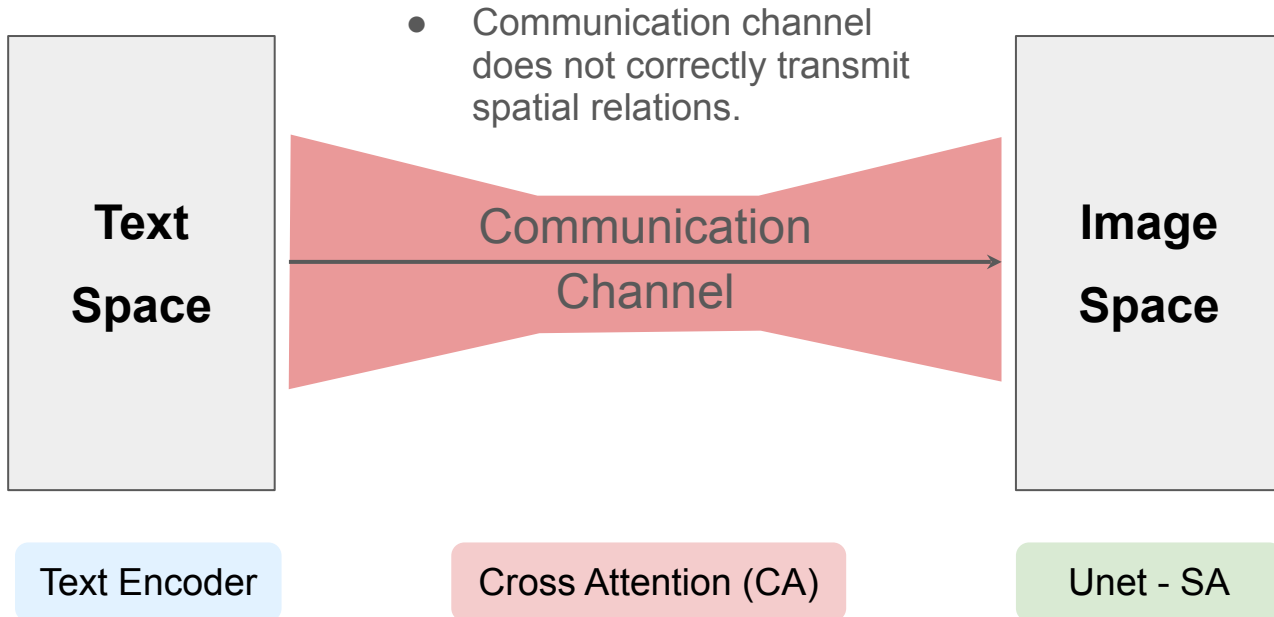 ● Communication channel
does not correctly transmit
spatial relations.
Text
Space
Communication
Channel
Image
Space
Text Encoder
Cross Attention (CA)
Unet - SA